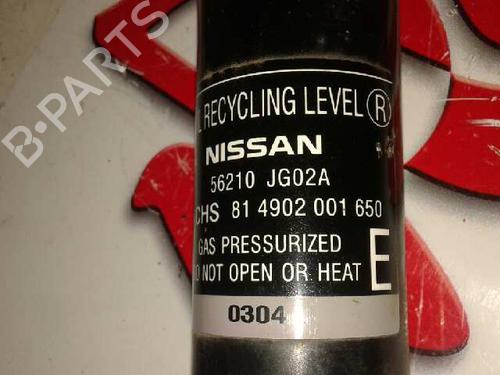 B-PARTS
L RECYCLING LEVEL R
NISSAN
56210 JG02A
CHS 81 4902 001 650
GAS PRESSURIZED
NOT OPEN OR HEAT E
0304